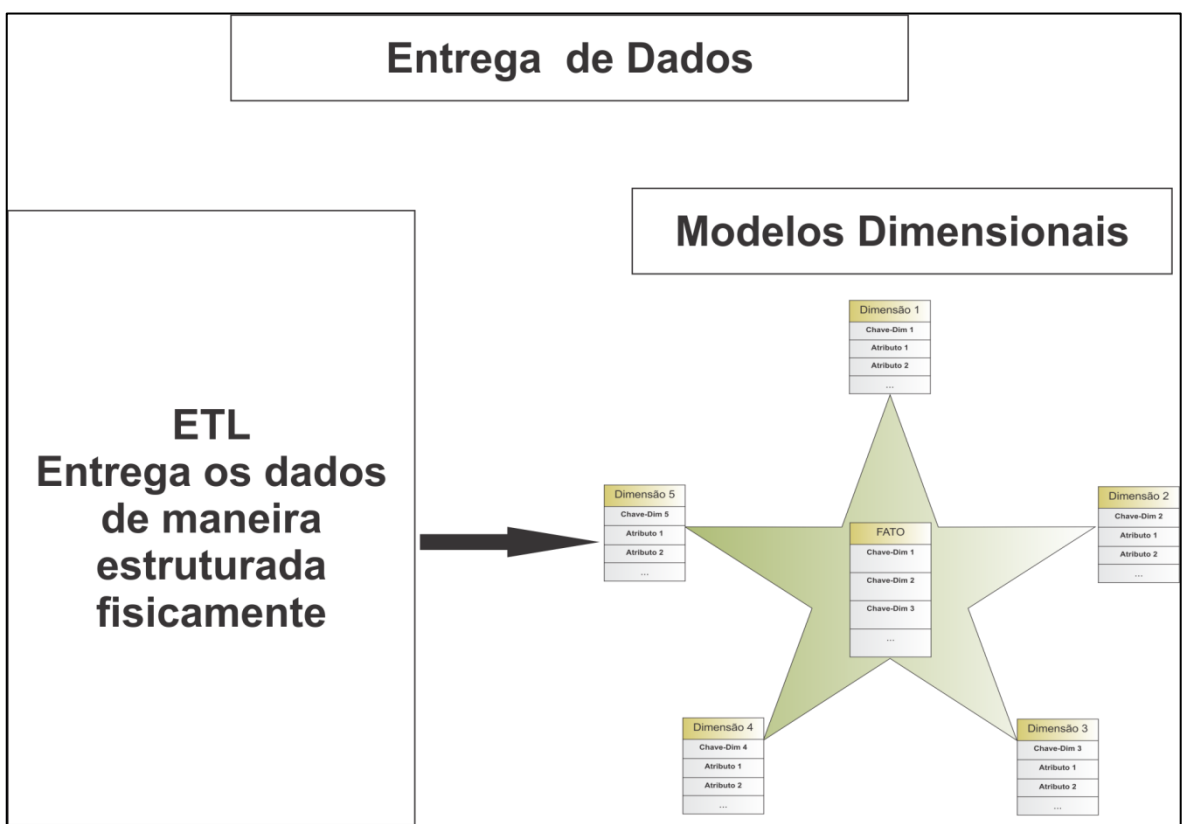 Entrega de Dados
Modelos Dimensionais
ETL
Entrega os dados
de maneira
estruturada
fisicamente
Dimensão 1
Chave-Dim 1
Atributo 1
Atributo 2
...
Dimensão 5
Chave-Dim 5
Atributo 1
Atributo 2
...
FATO
Chave-Dim 1
Chave-Dim 2
Chave-Dim 3
...
Dimensão 2
Chave-Dim 2
Atributo 1
Atributo 2
...
Dimensão 4
Chave-Dim 4
Atributo 1
Atributo 2
...
Dimensão 3
Chave-Dim 3
Atributo 1
Atributo 2
...